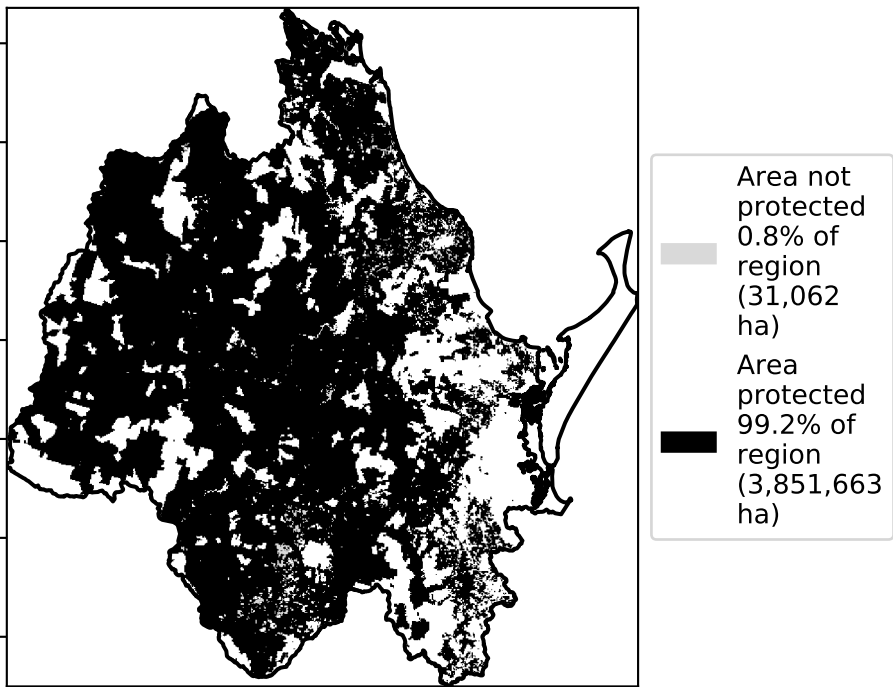 Area not
protected
0.8% of
region
(31,062
ha)
Area
protected
99.2% of
region
(3,851,663
ha)